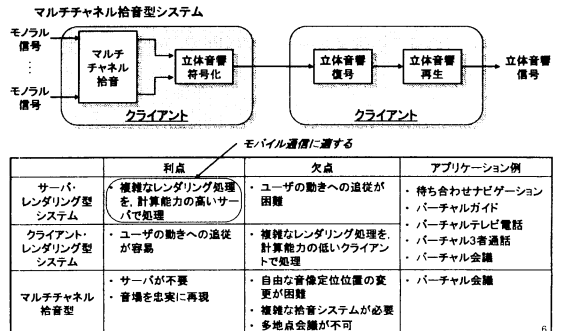 マルチチャネル拾音型システム
モノラル
信号
⋮
モノラル
信号
マルチ
チャネル
拾音
立体音響
符号化
クライアント
立体音響
復号
立体音響
再生
クライアント
立体音響
信号
モバイル通信に適する
利点
欠点
アプリケーション例
サーバ・
レンダリング型
システム
・ 複雑なレンダリング処理
を, 計算能力の高いサー
バで処理
・ ユーザの動きへの追従が
困難
クライアント・
レンダリング型
システム
・ ユーザの動きへの追従
が容易
・ 複雑なレンダリング処理を,
計算能力の低いクライアン
トで処理
・ 待ち合わせナビゲーション
・ バーチャルガイド
・ バーチャルテレビ電話
・ バーチャル3者通話
・ バーチャル会議
マルチチャネル
拾音型
・ サーバが不要
・ 音場を忠実に再現
・ 自由な音像定位位置の変
更が困難
・ 複雑な拾音システムが必要
・ 多地点会議が不可
・ バーチャル会議
6